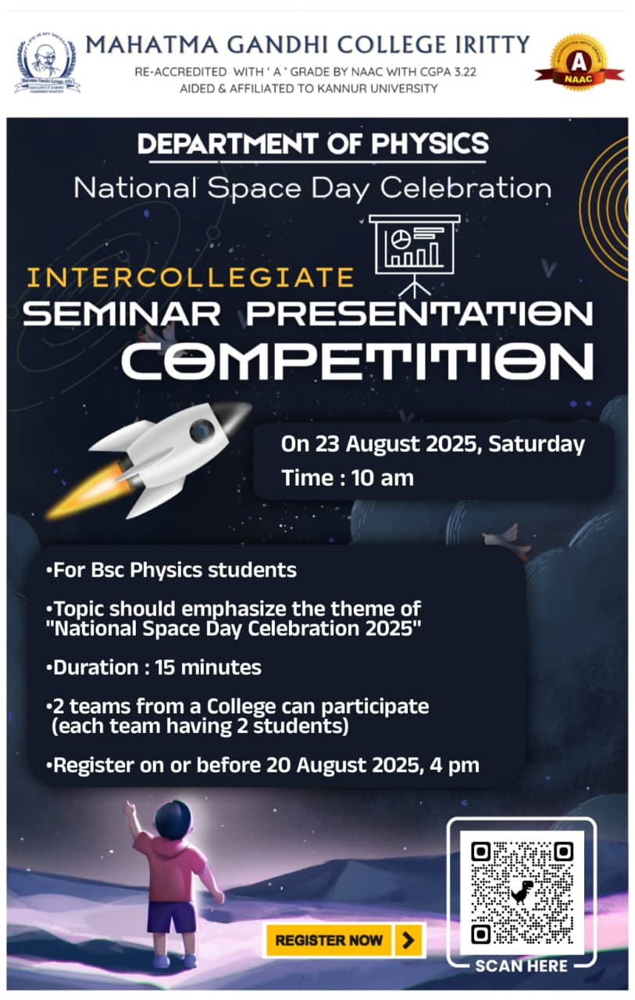 MAHATMA GANDHI COLLEGE IRITTY
RE-ACCREDITED WITH ' A ' GRADE BY NAAC WITH CGPA 3.22
AIDED & AFFILIATED TO KANNUR UNIVERSITY
Mahatma Gandhi College, Iritty
ACCREDITED WITH GRADE
A
NAAC
DEPARTMENT OF PHYSICS
National Space Day Celebration
INTERCOLLEGIATE
SEMINAR PRESENTATION
COMPETITION
On 23 August 2025, Saturday
Time : 10 am
•For Bsc Physics students
•Topic should emphasize the theme of
"National Space Day Celebration 2025"
•Duration : 15 minutes
•2 teams from a College can participate
(each team having 2 students)
•Register on or before 20 August 2025, 4 pm
REGISTER NOW
SCAN HERE